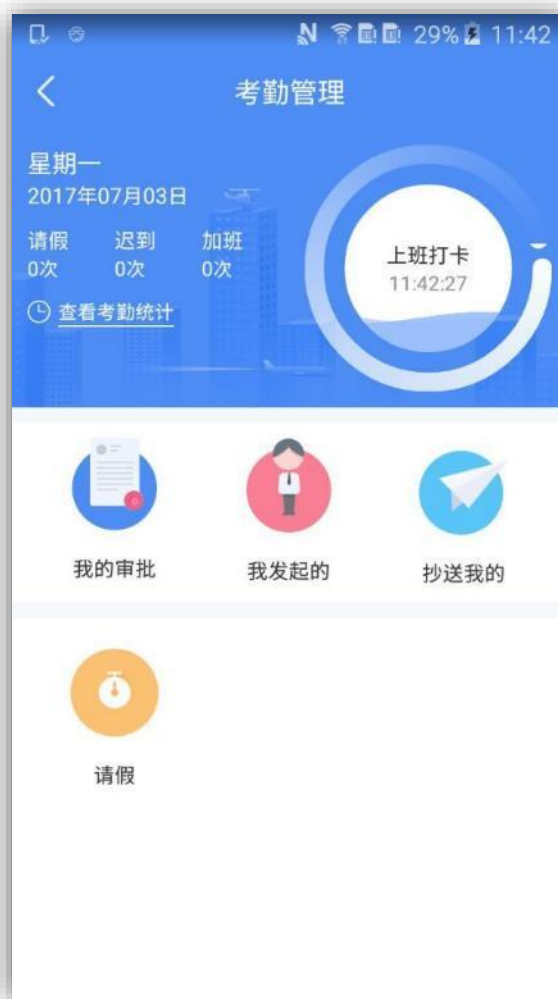 29% 11:42
考勤管理
星期一
2017年07月03日
请假 迟到 加班
0次 0次 0次
查看考勤统计
上班打卡
11:42:27
我的审批 我发起的 抄送我的
请假